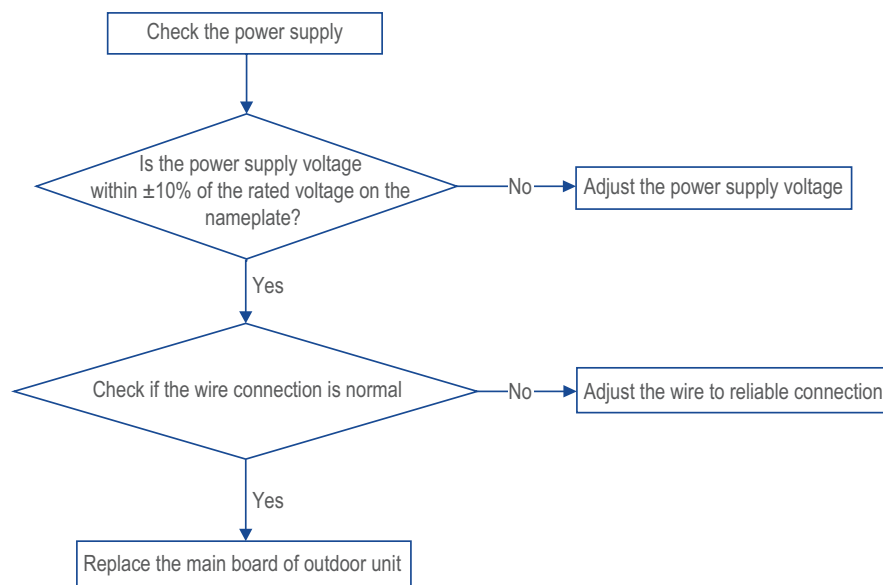 Check the power supply
Is the power supply voltage
within ±10% of the rated voltage on the
nameplate?
No
Adjust the power supply voltage
Yes
Check if the wire connection is normal
No
Adjust the wire to reliable connection
Yes
Replace the main board of outdoor unit